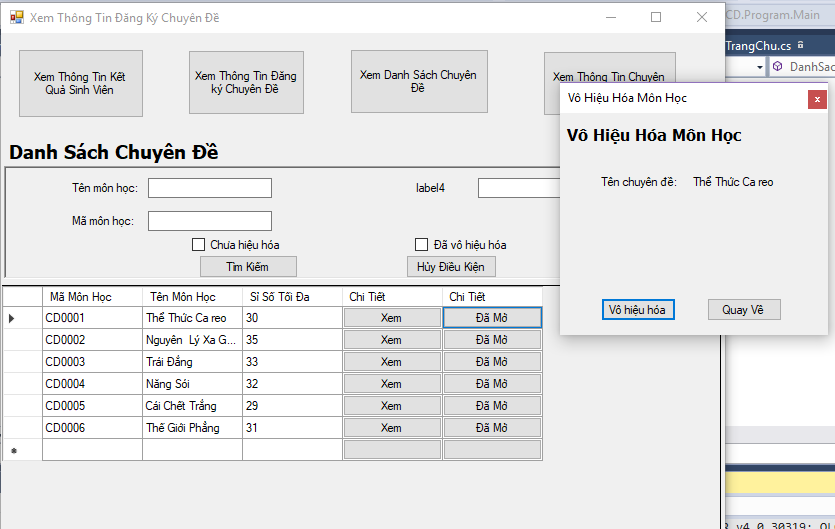 Xem Thông Tin Đăng Ký Chuyên Đề
CD.Program.Main
TrangChu.cs
DanhSac
Xem Thông Tin Kết
Quả Sinh Viên
Xem Thông Tin Đăng
ký Chuyên Đề
Xem Danh Sách Chuyên
Đề
Xem Thông Tin Chuyên
Vô Hiệu Hóa Môn Học
x
Vô Hiệu Hóa Môn Học
Tên chuyên đề: Thể Thức Ca reo
Vô hiệu hóa Quay Về
Danh Sách Chuyên Đề
Tên môn học: label4
Mã môn học:
Chưa hiệu hóa Đã vô hiệu hóa
Tìm Kiếm Hủy Điều Kiện
Mã Môn Học Tên Môn Học Sỉ Số Tối Đa Chi Tiết Chi Tiết
CD0001 Thể Thức Ca reo 30 Xem Đã Mở
CD0002 Nguyên Lý Xa G... 35 Xem Đã Mở
CD0003 Trái Đắng 33 Xem Đã Mở
CD0004 Năng Sói 32 Xem Đã Mở
CD0005 Cái Chết Trắng 29 Xem Đã Mở
CD0006 Thế Giới Phẳng 31 Xem Đã Mở
v4.0.30319: